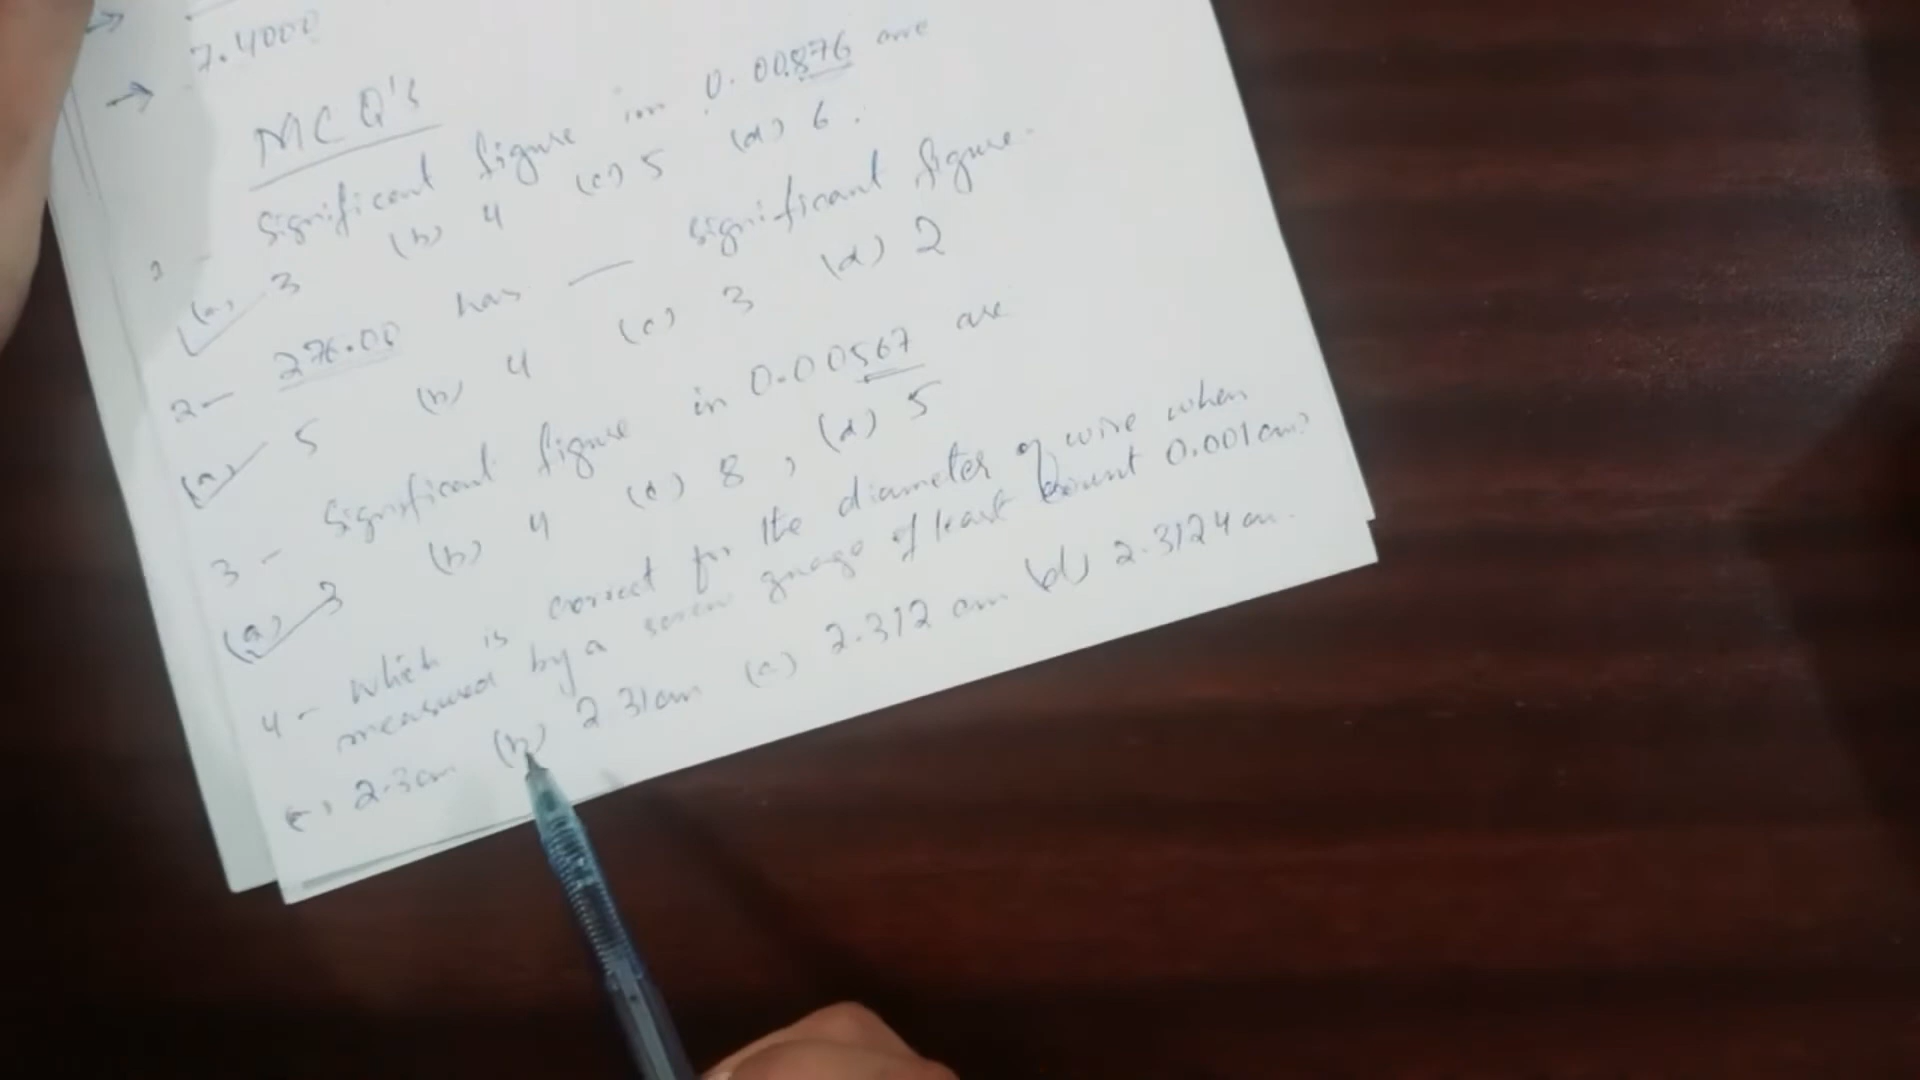 7.4000
MCQ's
1 - Significant figure in 0.00876 are
(a) 3 (b) 4 (c) 5 (d) 6.
2- 276.00 has — significant figure.
(a) 5 (b) 4 (c) 3 (d) 2
3- Significant figure in 0.00567 are
(a) 3 (b) 4 (c) 8, (d) 5
4- Which is correct for the diameter of wire when
measured by a screw guage of least count 0.001cm?
2.3cm (b) 2.31cm (c) 2.312 cm (d) 2.3124 cm.